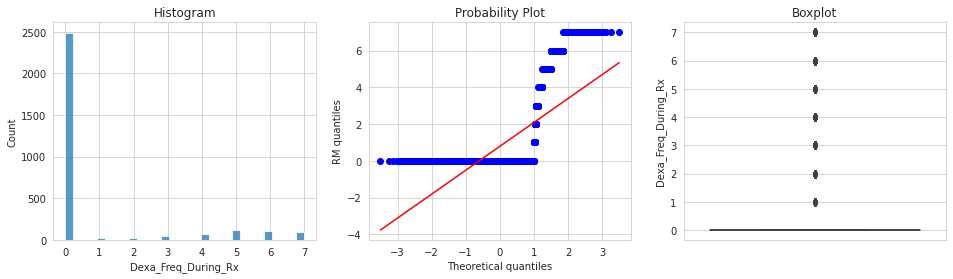 Histogram
Count
2500
2000
1500
1000
500
0
0 1 2 3 4 5 6 7
Dexa_Freq_During_Rx
Probability Plot
RM quantiles
6
4
2
0
−2
−4
−3 −2 −1 0 1 2 3
Theoretical quantiles
Boxplot
Dexa_Freq_During_Rx
7
6
5
4
3
2
1
0